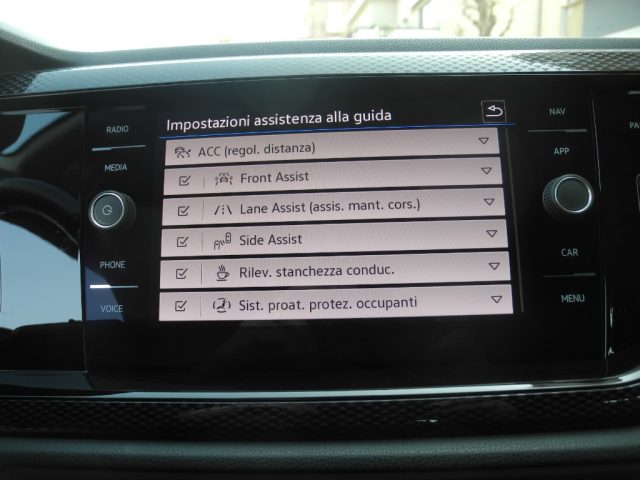 Impostazioni assistenza alla guida
ACC (regol. distanza)
Front Assist
Lane Assist (assis. mant. cors.)
Side Assist
Rilev. stanchezza conduc.
Sist. proat. protez. occupanti
RADIO
MEDIA
PHONE
VOICE
NAV
APP
CAR
MENU